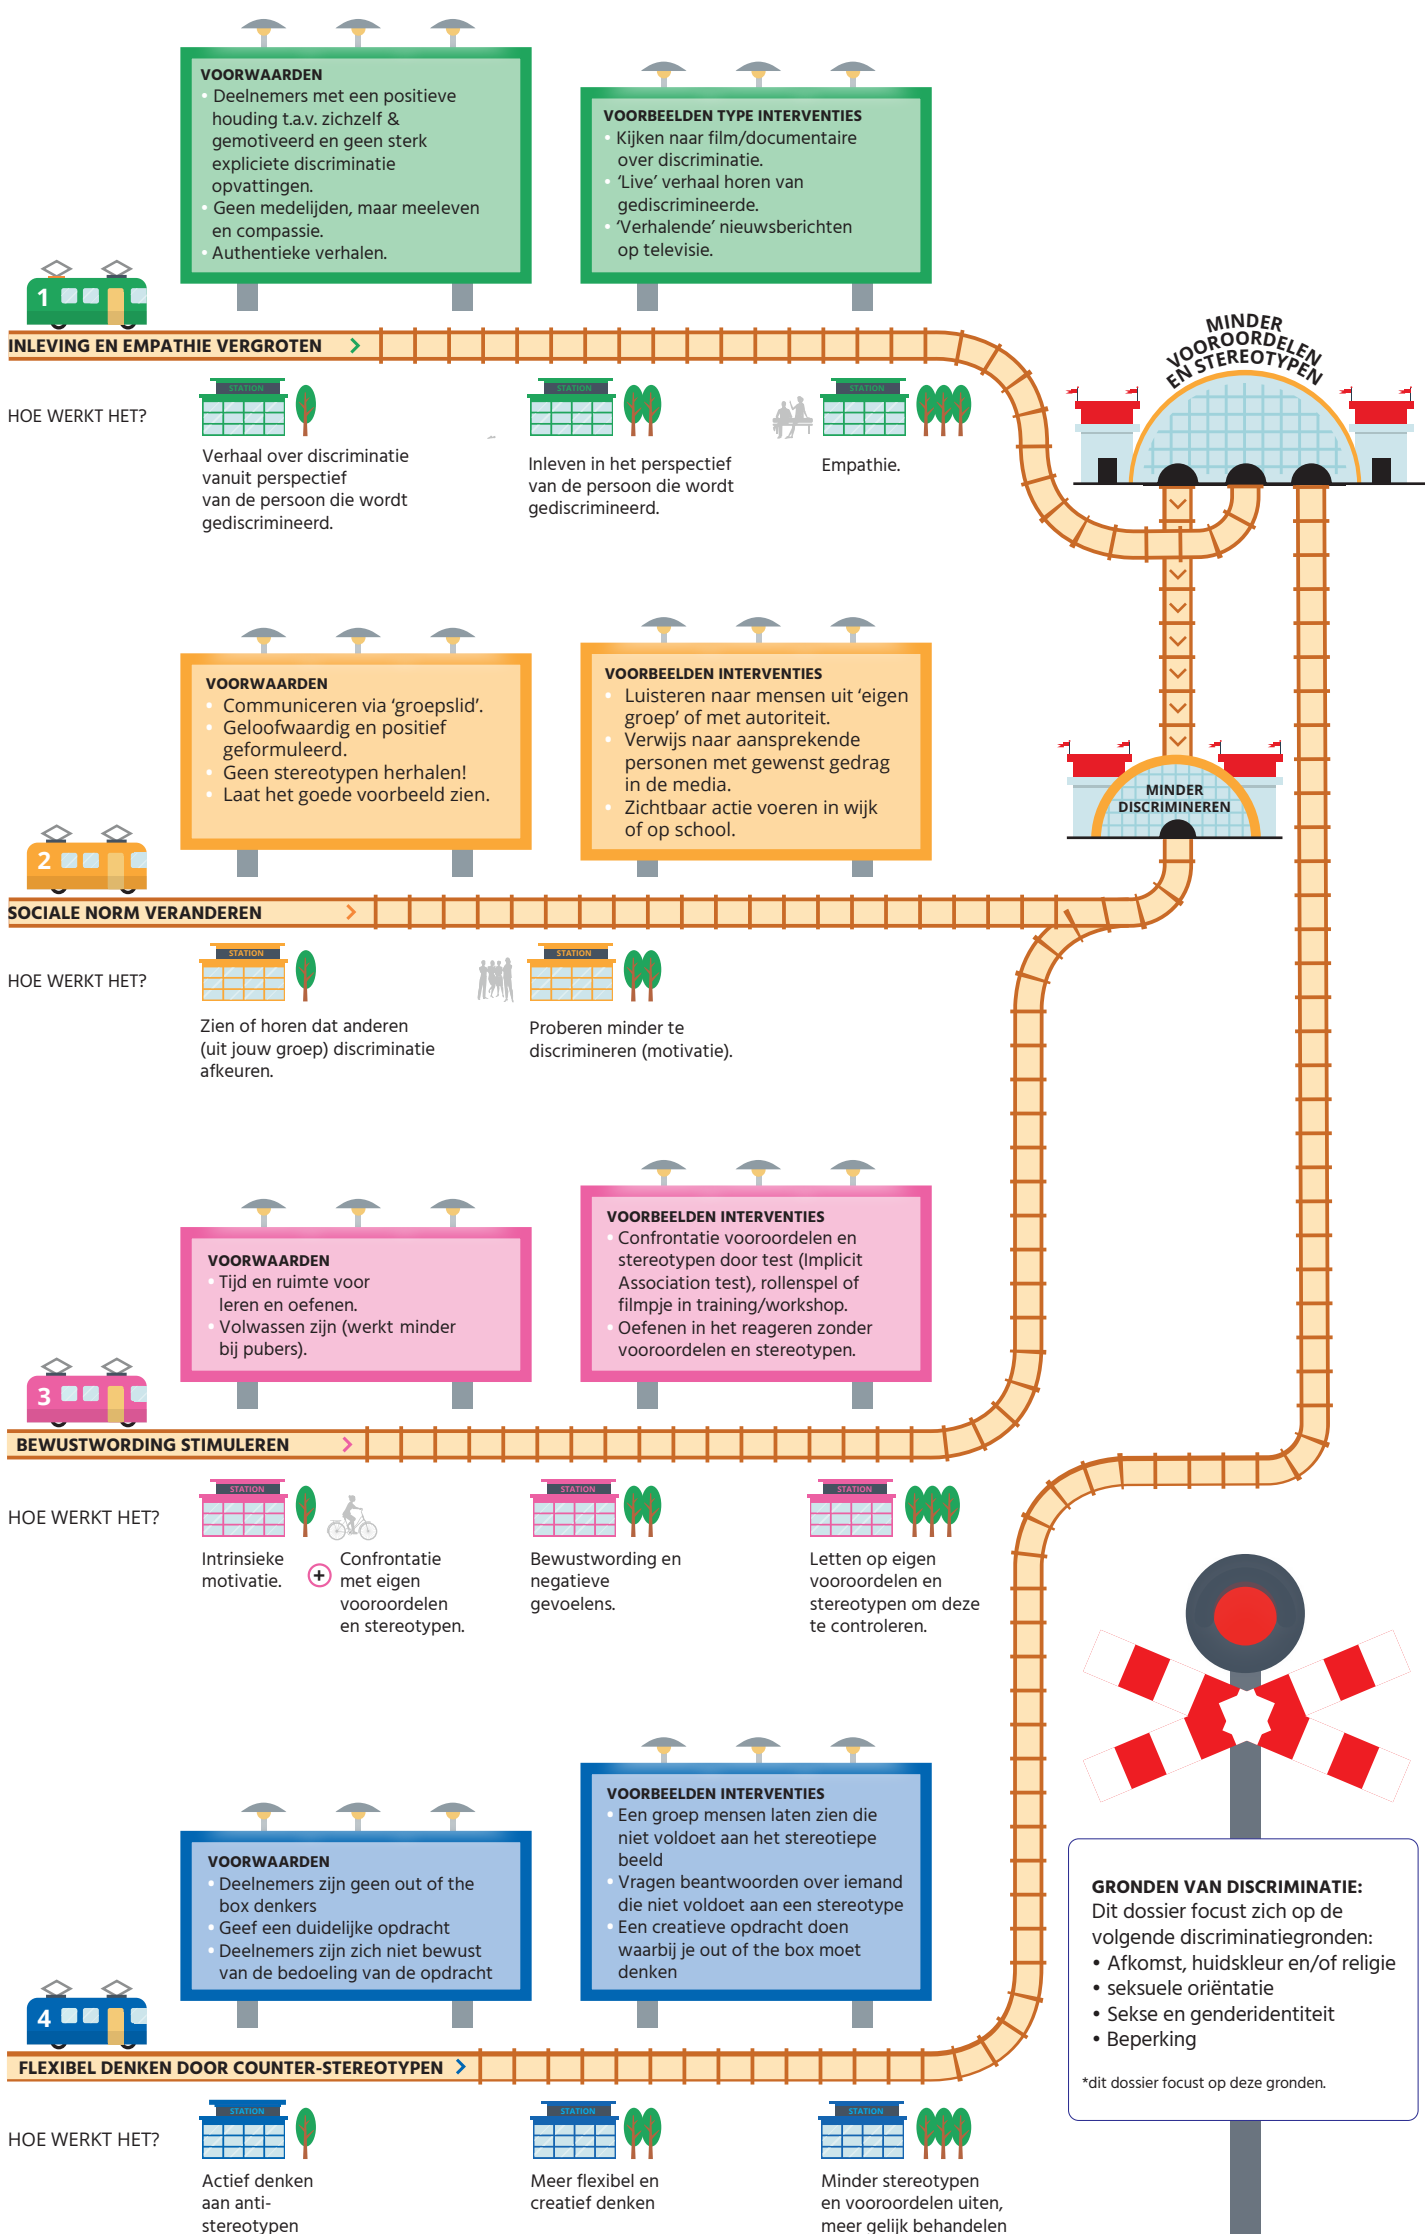 VOORWAARDEN
• Deelnemers met een positieve
houding t.a.v. zichzelf &
gemotiveerd en geen sterk
expliciete discriminatie
opvattingen.
• Geen medelijden, maar meeleven
en compassie.
• Authentieke verhalen.
VOORBEELDEN TYPE INTERVENTIES
• Kijken naar film/documentaire
over discriminatie.
• ‘Live’ verhaal horen van
gediscrimineerde.
• ‘Verhalende’ nieuwsberichten
op televisie.
1
INLEVING EN EMPATHIE VERGROTEN
MINDER
VOOROORDELEN
EN STEREOTYPEN
HOE WERKT HET?
STATION
Verhaal over discriminatie
vanuit perspectief
van de persoon die wordt
gediscrimineerd.
STATION
Inleven in het perspectief
van de persoon die wordt
gediscrimineerd.
STATION
Empathie.
VOORWAARDEN
• Communiceren via ‘groepslid’.
• Geloofwaardig en positief
geformuleerd.
• Geen stereotypen herhalen!
• Laat het goede voorbeeld zien.
VOORBEELDEN INTERVENTIES
• Luisteren naar mensen uit ‘eigen
groep’ of met autoriteit.
• Verwijs naar aansprekende
personen met gewenst gedrag
in de media.
• Zichtbaar actie voeren in wijk
of op school.
MINDER
DISCRIMINEREN
2
SOCIALE NORM VERANDEREN
HOE WERKT HET?
STATION
Zien of horen dat anderen
(uit jouw groep) discriminatie
afkeuren.
STATION
Proberen minder te
discrimineren (motivatie).
VOORWAARDEN
• Tijd en ruimte voor
leren en oefenen.
• Volwassen zijn (werkt minder
bij pubers).
VOORBEELDEN INTERVENTIES
• Confrontatie vooroordelen en
stereotypen door test (Implicit
Association test), rollenspel of
filmpje in training/workshop.
• Oefenen in het reageren zonder
vooroordelen en stereotypen.
3
BEWUSTWORDING STIMULEREN
HOE WERKT HET?
STATION
Intrinsieke
motivatie.
+
Confrontatie
met eigen
vooroordelen
en stereotypen.
STATION
Bewustwording en
negatieve
gevoelens.
STATION
Letten op eigen
vooroordelen en
stereotypen om deze
te controleren.
VOORWAARDEN
• Deelnemers zijn geen out of the
box denkers
• Geef een duidelijke opdracht
• Deelnemers zijn zich niet bewust
van de bedoeling van de opdracht
VOORBEELDEN INTERVENTIES
• Een groep mensen laten zien die
niet voldoet aan het stereotiepe
beeld
• Vragen beantwoorden over iemand
die niet voldoet aan een stereotype
• Een creatieve opdracht doen
waarbij je out of the box moet
denken
4
FLEXIBEL DENKEN DOOR COUNTER-STEREOTYPEN
HOE WERKT HET?
STATION
Actief denken
aan anti-
stereotypen
STATION
Meer flexibel en
creatief denken
STATION
Minder stereotypen
en vooroordelen uiten,
meer gelijk behandelen
GRONDEN VAN DISCRIMINATIE:
Dit dossier focust zich op de
volgende discriminatiegronden:
• Afkomst, huidskleur en/of religie
• seksuele oriëntatie
• Sekse en genderidentiteit
• Beperking
*dit dossier focust op deze gronden.